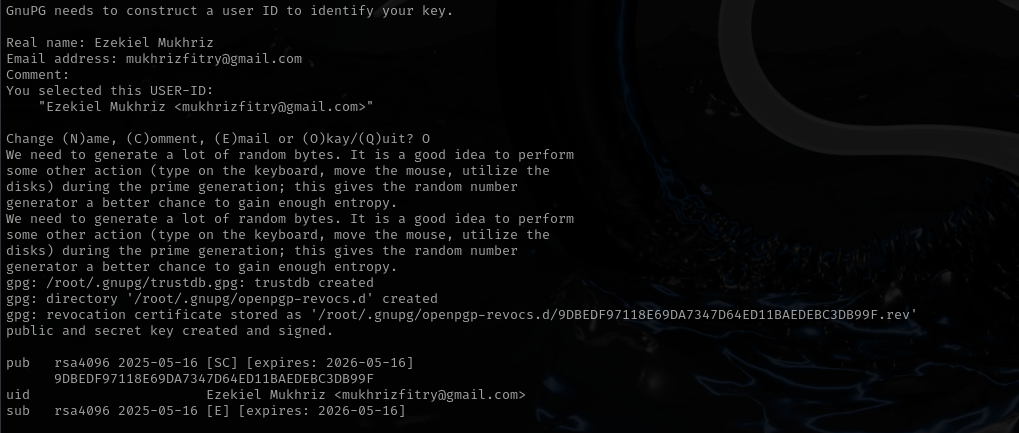 GnuPG needs to construct a user ID to identify your key.
Real name: Ezekiel Mukhriz
Email address: mukhrizfitry@gmail.com
Comment:
You selected this USER-ID:
    "Ezekiel Mukhriz <mukhrizfitry@gmail.com>"
Change (N)ame, (C)omment, (E)mail or (O)kay/(Q)uit? O
We need to generate a lot of random bytes. It is a good idea to perform
some other action (type on the keyboard, move the mouse, utilize the
disks) during the prime generation; this gives the random number
generator a better chance to gain enough entropy.
We need to generate a lot of random bytes. It is a good idea to perform
some other action (type on the keyboard, move the mouse, utilize the
disks) during the prime generation; this gives the random number
generator a better chance to gain enough entropy.
gpg: /root/.gnupg/trustdb.gpg: trustdb created
gpg: directory '/root/.gnupg/openpgp-revocs.d' created
gpg: revocation certificate stored as '/root/.gnupg/openpgp-revocs.d/9DBEDF97118E69DA7347D64ED11BAEDEBC3DB99F.rev'
public and secret key created and signed.
pub   rsa4096 2025-05-16 [SC] [expires: 2026-05-16]
      9DBEDF97118E69DA7347D64ED11BAEDEBC3DB99F
uid                      Ezekiel Mukhriz <mukhrizfitry@gmail.com>
sub   rsa4096 2025-05-16 [E] [expires: 2026-05-16]